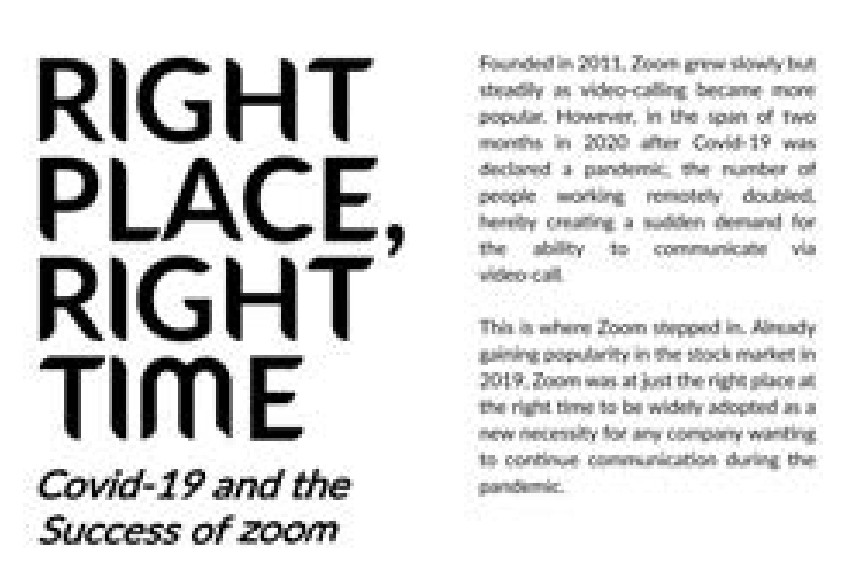 RIGHT
PLACE,
RIGHT
TIME
Covid-19 and the
Success of zoom
Founded in 2011, Zoom grew slowly but
steadily as video-calling became more
popular. However, in the span of two
months in 2020 after Covid-19 was
declared a pandemic, the number of
people working remotely doubled,
hereby creating a sudden demand for
the ability to communicate via
video-call.
This is where Zoom stepped in. Already
gaining popularity in the stock market in
2019, Zoom was at just the right place at
the right time to be widely adopted as a
new necessity for any company wanting
to continue communication during the
pandemic.